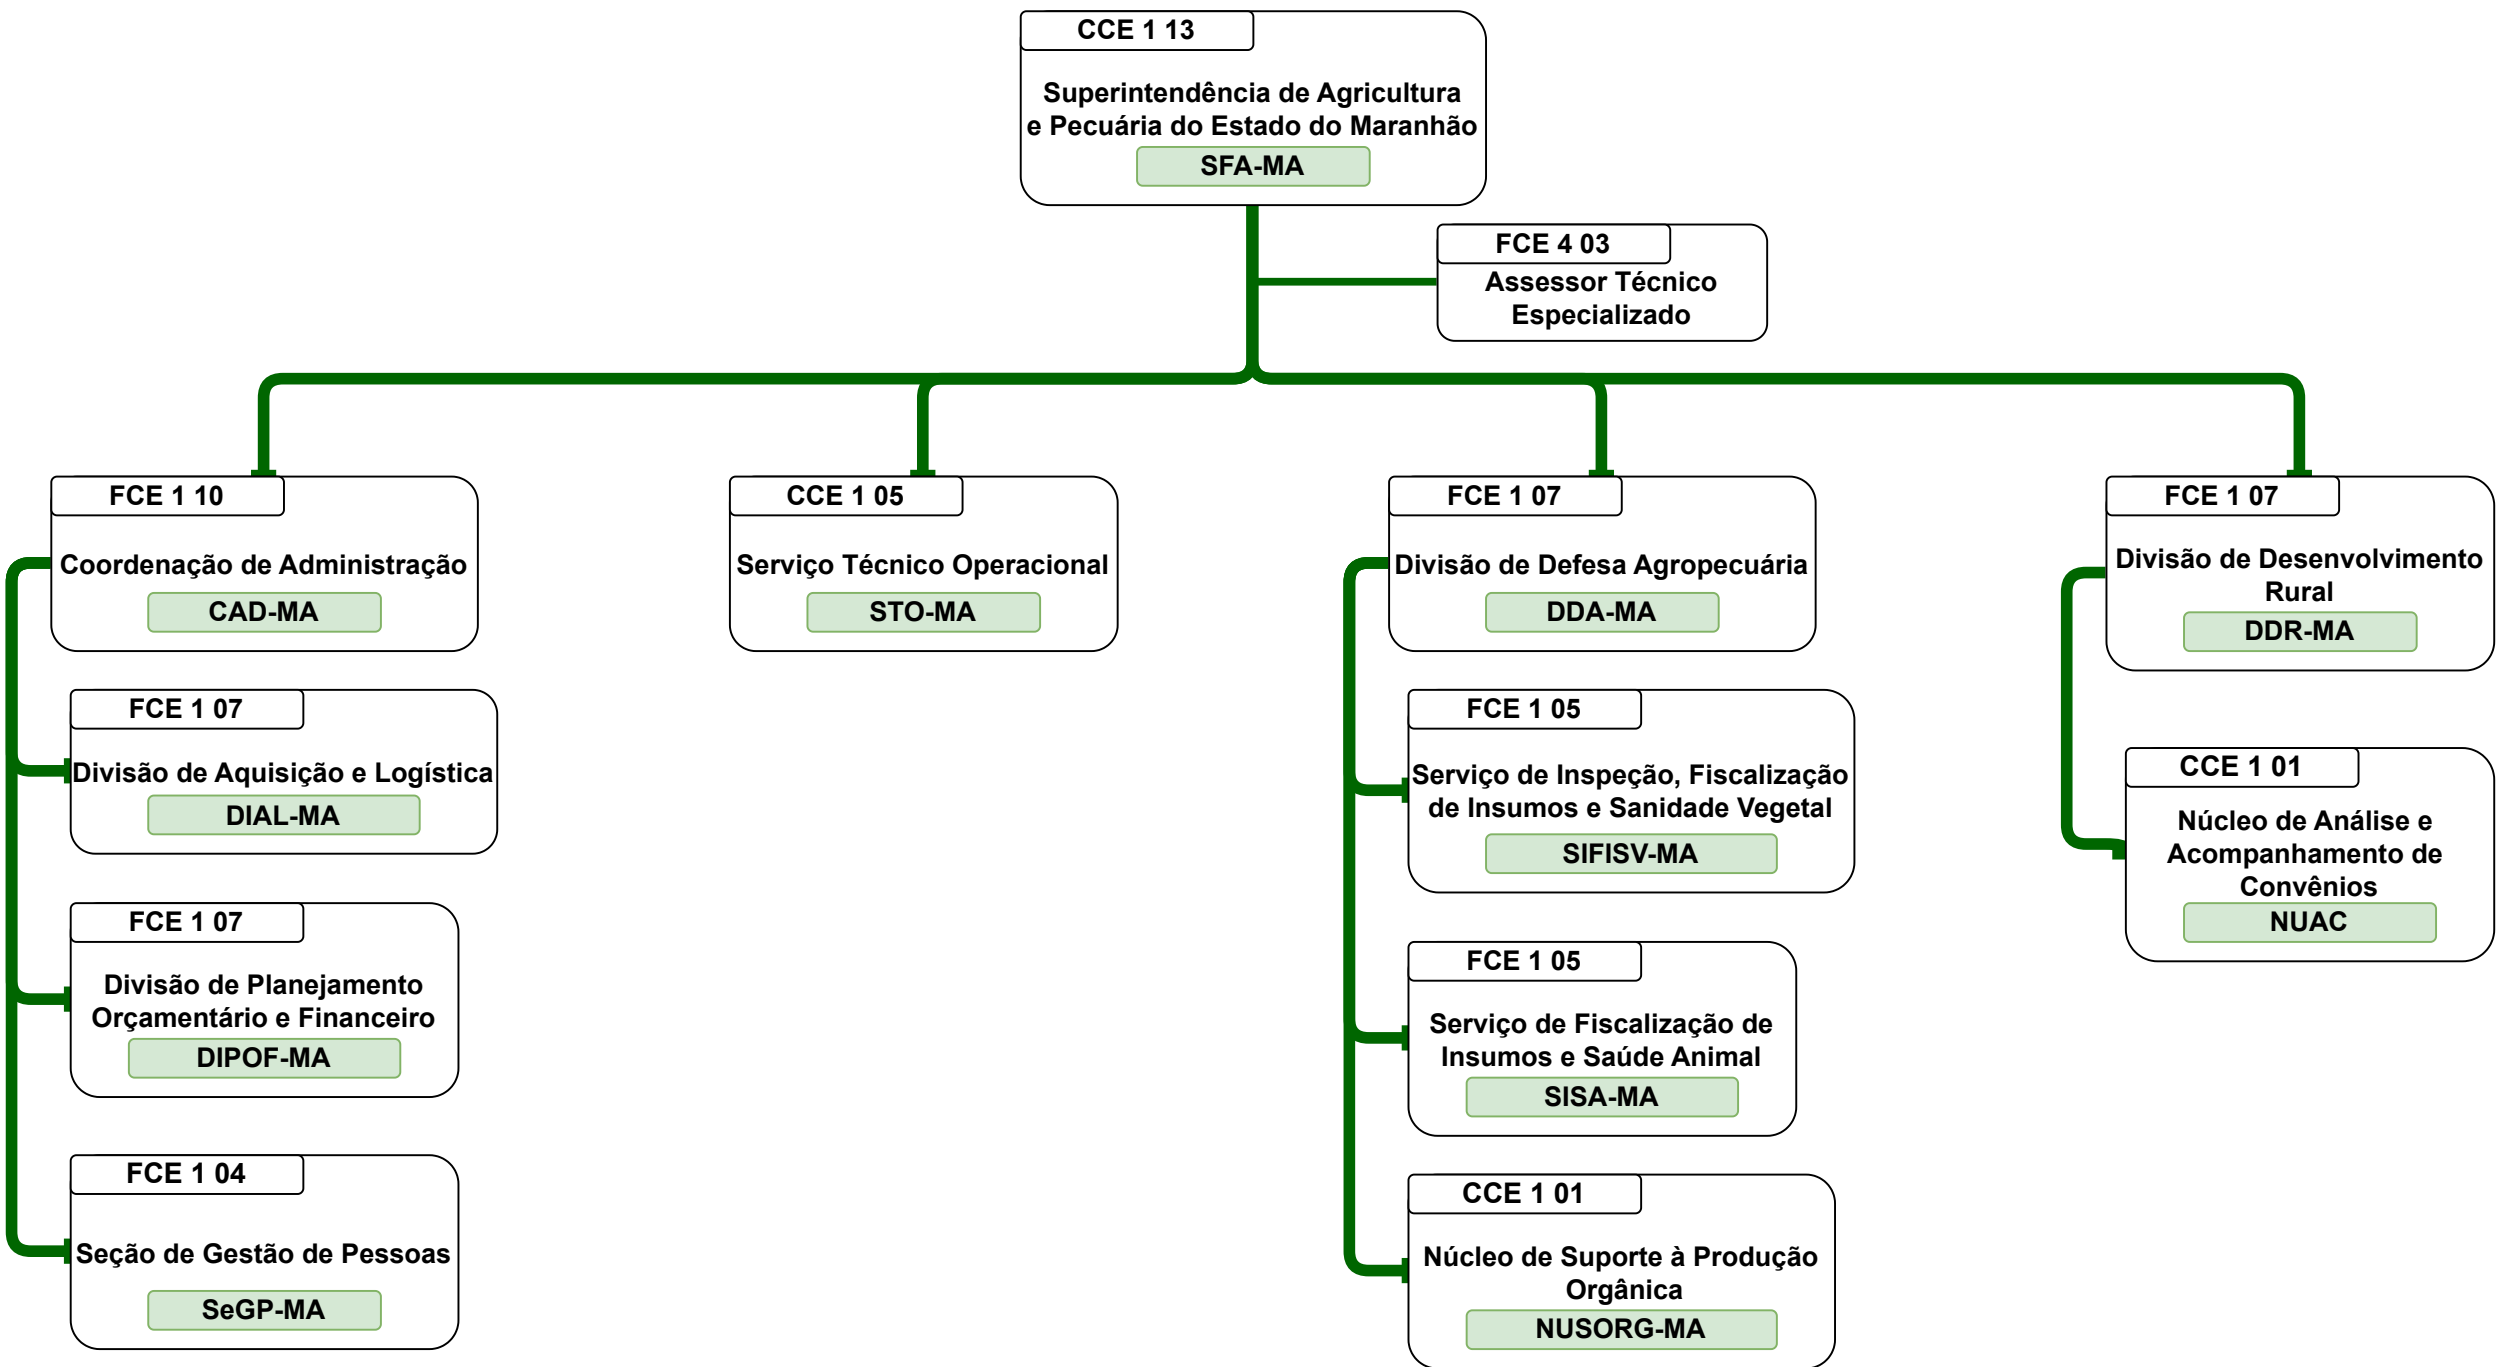 CCE 1 13
Superintendência de Agricultura
e Pecuária do Estado do Maranhão
SFA-MA
FCE 4 03
Assessor Técnico
Especializado
FCE 1 10
Coordenação de Administração
CAD-MA
FCE 1 07
Divisão de Aquisição e Logística
DIAL-MA
FCE 1 07
Divisão de Planejamento
Orçamentário e Financeiro
DIPOF-MA
FCE 1 04
Seção de Gestão de Pessoas
SeGP-MA
CCE 1 05
Serviço Técnico Operacional
STO-MA
FCE 1 07
Divisão de Defesa Agropecuária
DDA-MA
FCE 1 05
Serviço de Inspeção, Fiscalização
de Insumos e Sanidade Vegetal
SIFISV-MA
FCE 1 05
Serviço de Fiscalização de
Insumos e Saúde Animal
SISA-MA
CCE 1 01
Núcleo de Suporte à Produção
Orgânica
NUSORG-MA
FCE 1 07
Divisão de Desenvolvimento
Rural
DDR-MA
CCE 1 01
Núcleo de Análise e
Acompanhamento de
Convênios
NUAC